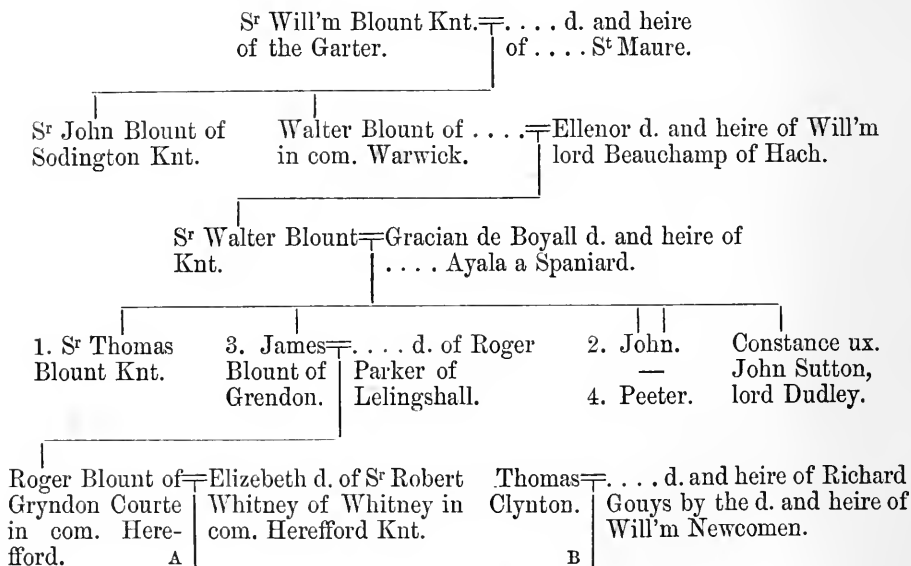 Sr Will'm Blount Knt. = . . . . d. and heire
of the Garter. of . . . . St Maure.
Sr John Blount of
Sodington Knt.
Walter Blount of . . . . = Ellenor d. and heire of Will'm
in com. Warwick. lord Beauchamp of Hach.
Sr Walter Blount = Gracian de Boyall d. and heire of
Knt. . . . . Ayala a Spaniard.
1. Sr Thomas
Blount Knt.
3. James = . . . . d. of Roger
Blount of Parker of
Grendon. Lelingshall.
2. John.
—
4. Peeter.
Constance ux.
John Sutton,
lord Dudley.
Roger Blount of = Elizebeth d. of Sr Robert
Gryndon Courte Whitney of Whitney in
in com. Here- com. Herefford Knt.
fford. A
Thomas = . . . . d. and heire of Richard
Clynton. Gouys by the d. and heire of
Will'm Newcomen.
B